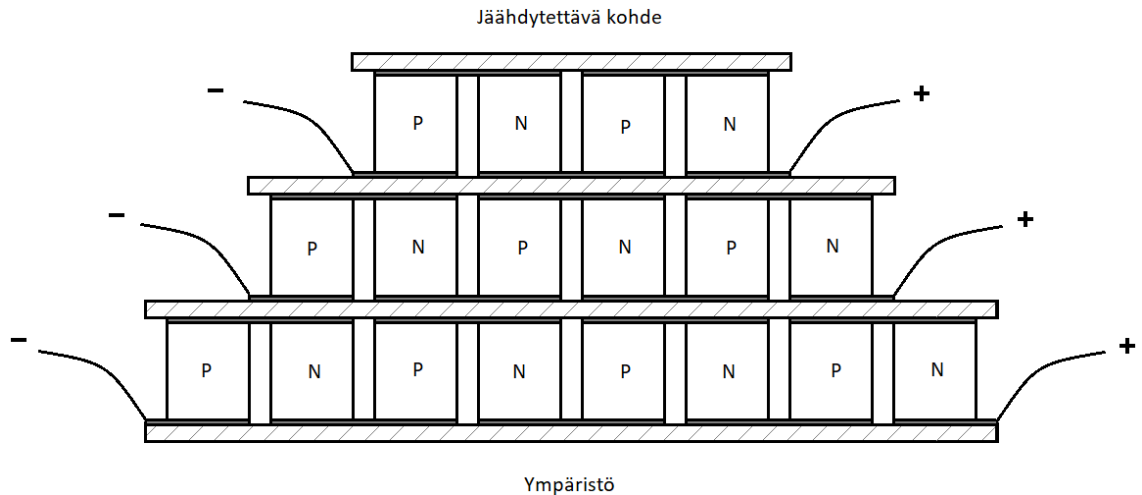 Jäähdytettävä kohde
− +
P N P N
− +
P N P N P N
− +
P N P N P N P N
Ympäristö